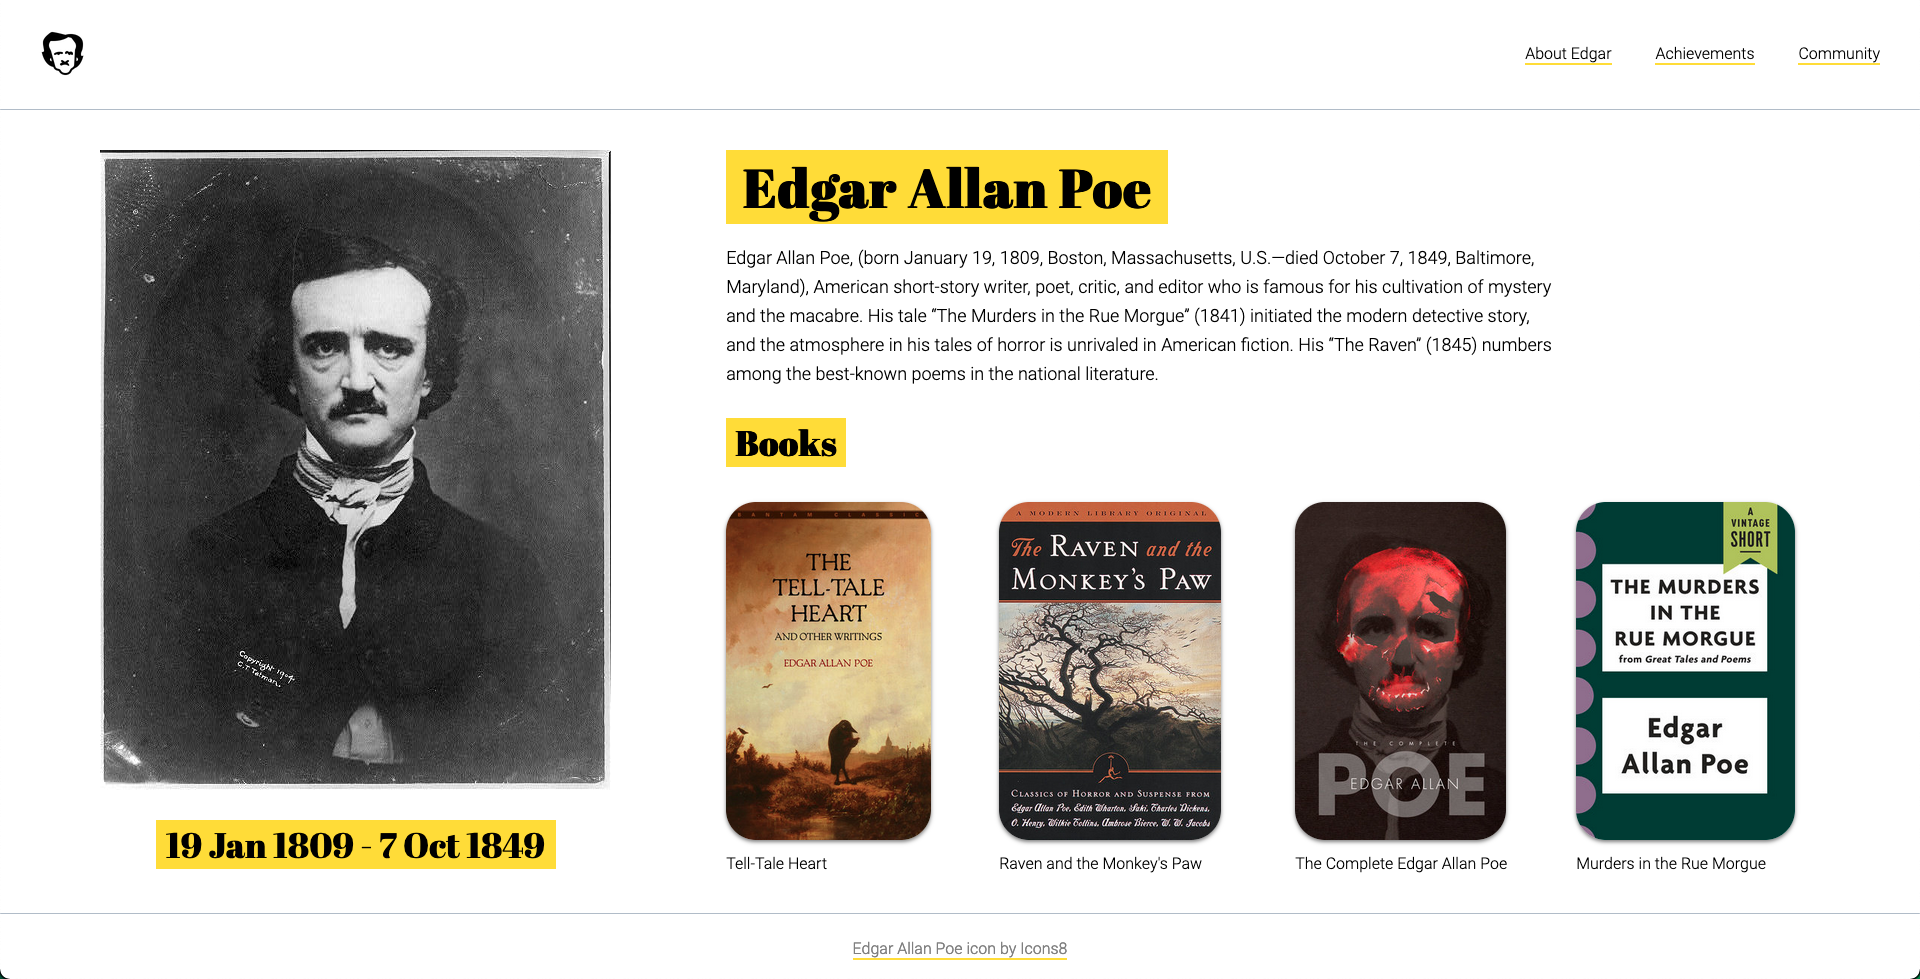 About Edgar
Achievements
Community
Copyright 1904
C.T. Tatman.
19 Jan 1809 - 7 Oct 1849
Edgar Allan Poe
Edgar Allan Poe, (born January 19, 1809, Boston, Massachusetts, U.S.—died October 7, 1849, Baltimore,
Maryland), American short-story writer, poet, critic, and editor who is famous for his cultivation of mystery
and the macabre. His tale “The Murders in the Rue Morgue” (1841) initiated the modern detective story,
and the atmosphere in his tales of horror is unrivaled in American fiction. His “The Raven“ (1845) numbers
among the best-known poems in the national literature.
Books
BANTAM CLASSIC
THE
TELL-TALE
HEART
AND OTHER WRITINGS
EDGAR ALLAN POE
Tell-Tale Heart
A MODERN LIBRARY ORIGINAL
The RAVEN and the
MONKEY'S PAW
CLASSICS OF HORROR AND SUSPENSE FROM
Edgar Allan Poe, Edith Wharton, Saki, Charles Dickens,
O. Henry, Wilkie Collins, Ambrose Bierce, W. W. Jacobs
Raven and the Monkey's Paw
THE COMPLETE
EDGAR ALLAN
POE
The Complete Edgar Allan Poe
A
VINTAGE
SHORT
THE MURDERS
IN THE
RUE MORGUE
from Great Tales and Poems
Edgar
Allan Poe
Murders in the Rue Morgue
Edgar Allan Poe icon by Icons8